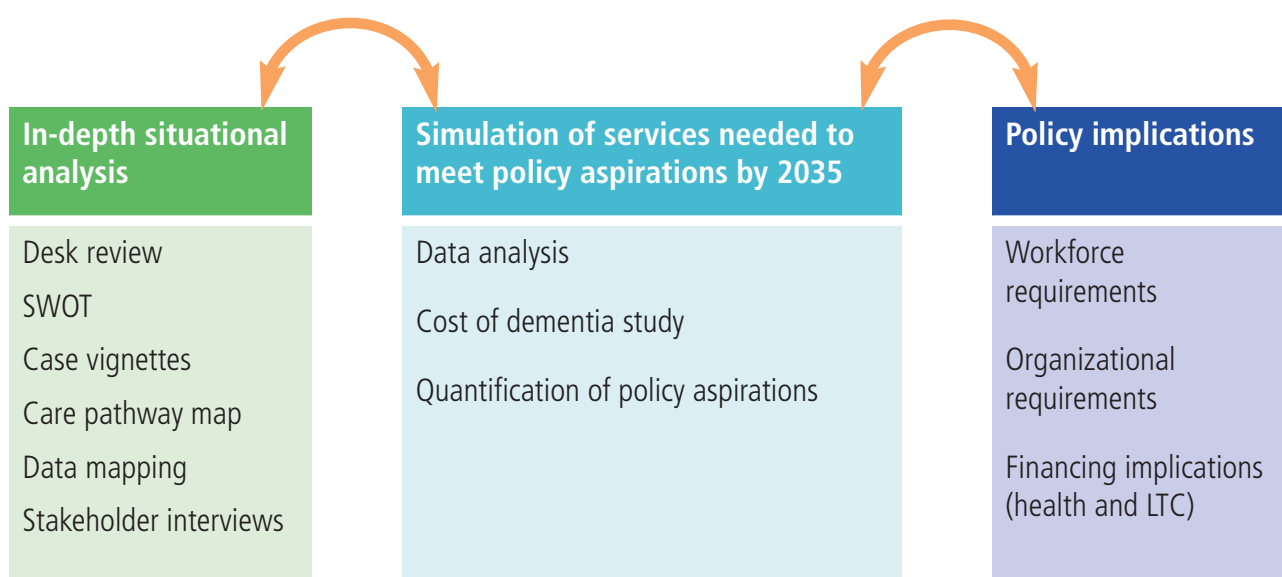 In-depth situational
analysis
Desk review
SWOT
Case vignettes
Care pathway map
Data mapping
Stakeholder interviews
Simulation of services needed to
meet policy aspirations by 2035
Data analysis
Cost of dementia study
Quantification of policy aspirations
Policy implications
Workforce
requirements
Organizational
requirements
Financing implications
(health and LTC)